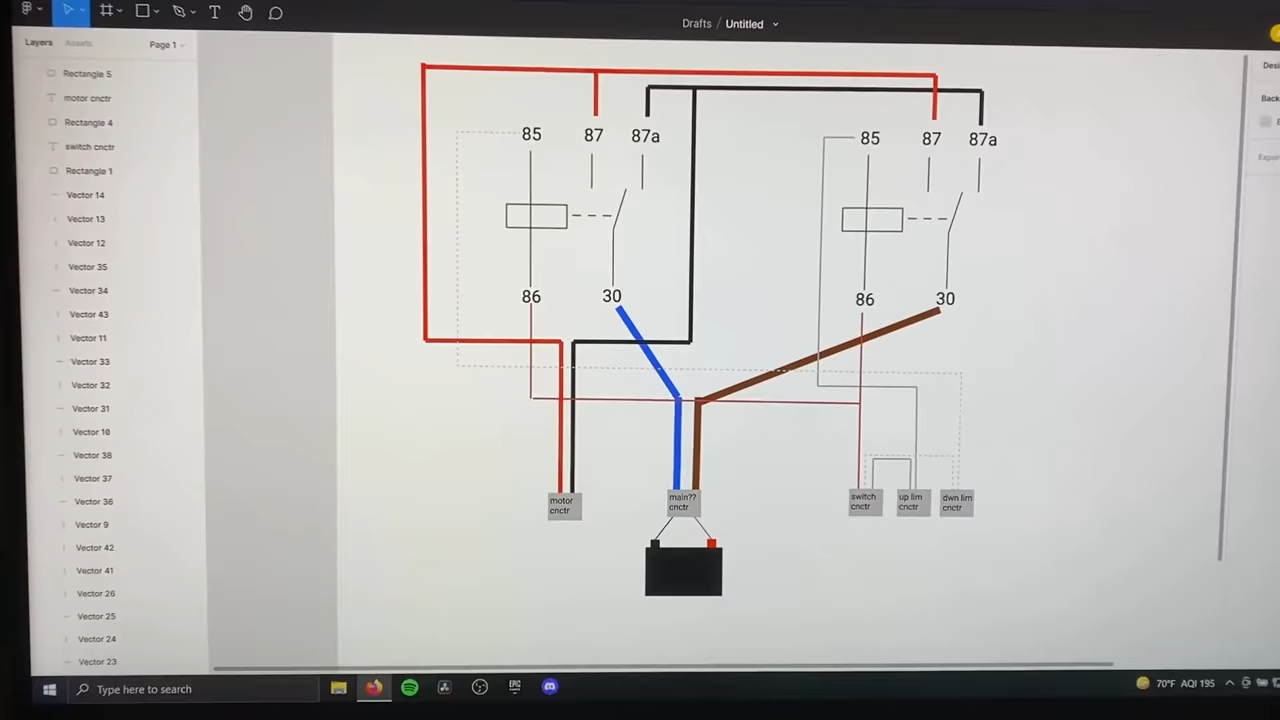 Drafts / Untitled
Layers Assets Page 1
Rectangle 5
motor cnctr
Rectangle 4
switch cnctr
Rectangle 1
Vector 14
Vector 13
Vector 12
Vector 35
Vector 34
Vector 43
Vector 11
Vector 33
Vector 32
Vector 31
Vector 10
Vector 38
Vector 37
Vector 36
Vector 9
Vector 42
Vector 41
Vector 26
Vector 25
Vector 24
Vector 23
85 87 87a
86 30
85 87 87a
86 30
motor
cnctr
main??
cnctr
switch
cnctr
up lim
cnctr
dwn lim
cnctr
Type here to search
EPIC
70°F AQI 195